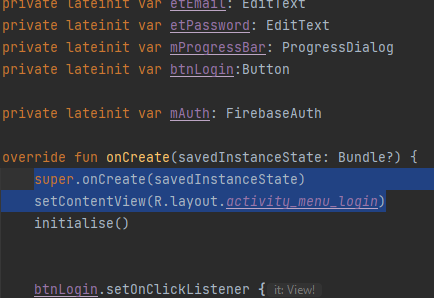 private lateinit var etEmail: EditText
private lateinit var etPassword: EditText
private lateinit var mProgressBar: ProgressDialog
private lateinit var btnLogin:Button
private lateinit var mAuth: FirebaseAuth
override fun onCreate(savedInstanceState: Bundle?) {
super.onCreate(savedInstanceState)
setContentView(R.layout.activity_menu_login)
initialise()
btnLogin.setOnClickListener { it: View!